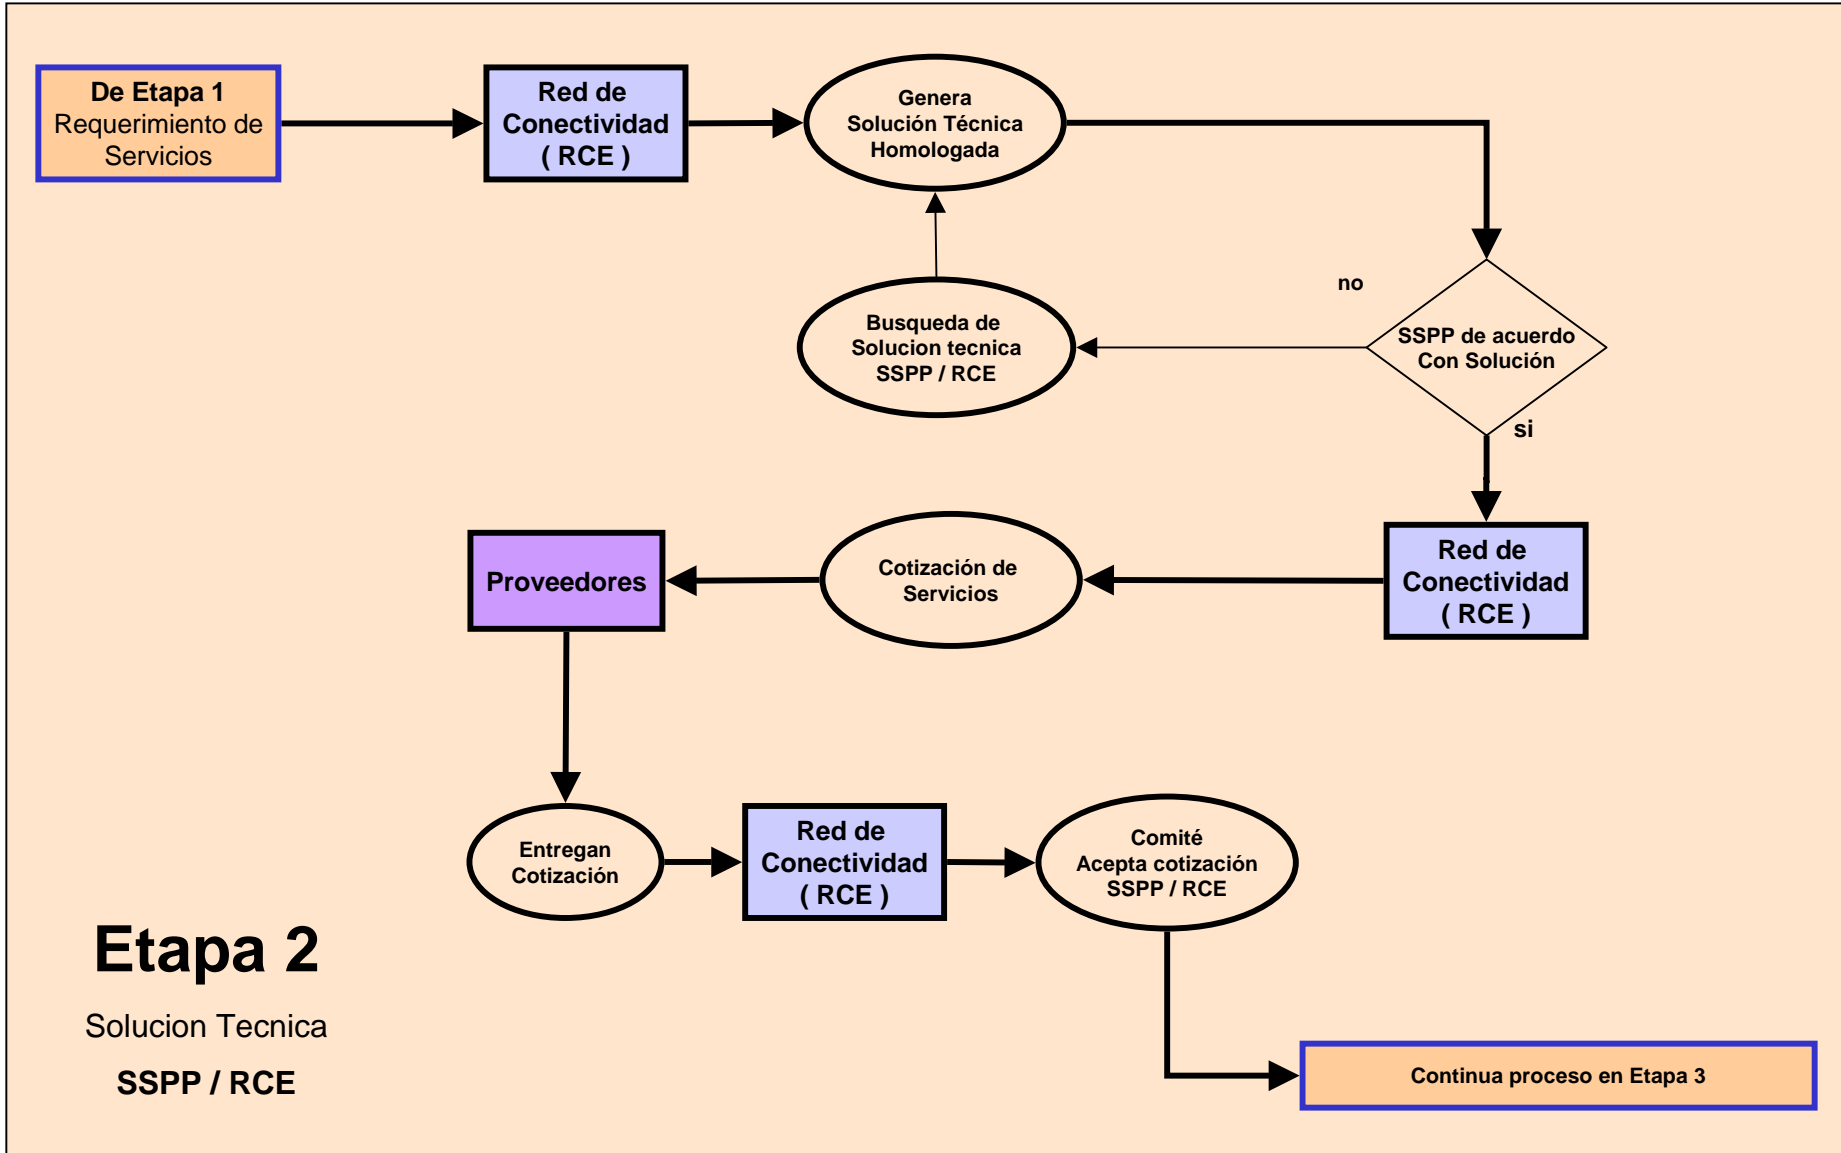 De Etapa 1
Requerimiento de
Servicios
Red de
Conectividad
( RCE )
Genera
Solución Técnica
Homologada
no
SSPP de acuerdo
Con Solución
Busqueda de
Solucion tecnica
SSPP / RCE
si
Red de
Conectividad
( RCE )
Cotización de
Servicios
Proveedores
Entregan
Cotización
Red de
Conectividad
( RCE )
Comité
Acepta cotización
SSPP / RCE
Etapa 2
Solucion Tecnica
SSPP / RCE
Continua proceso en Etapa 3